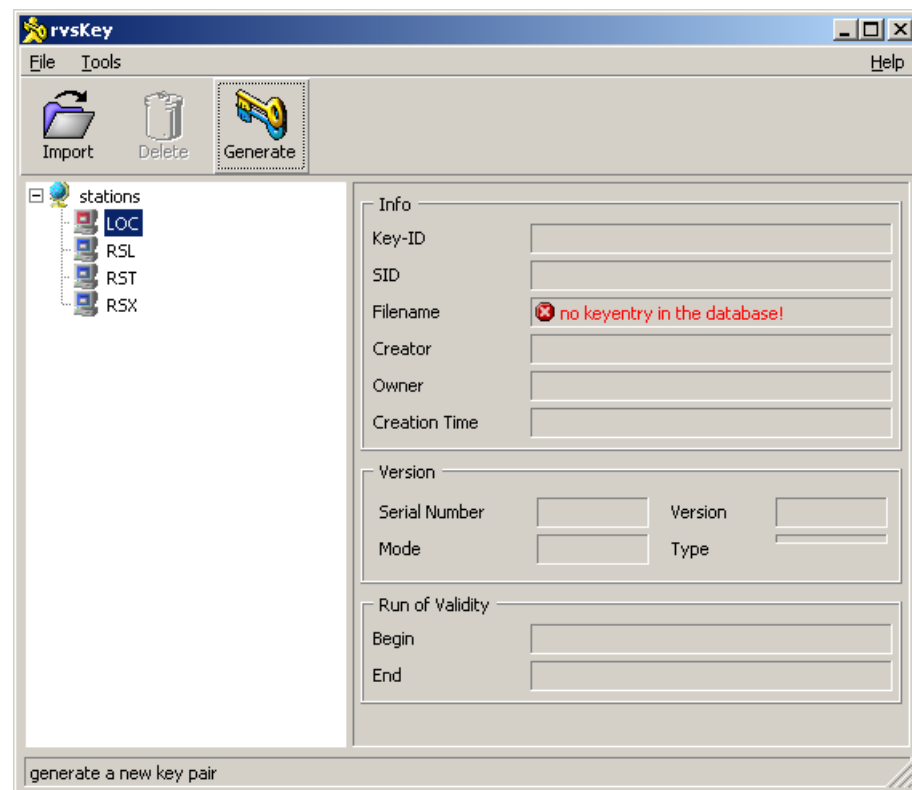 rvsKey
File Tools Help
Import Delete Generate
stations
LOC
RSL
RST
RSX
Info
Key-ID
SID
Filename no keyentry in the database!
Creator
Owner
Creation Time
Version
Serial Number Version
Mode Type
Run of Validity
Begin
End
generate a new key pair